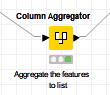 Column Aggregator
Aggregate the features
to list